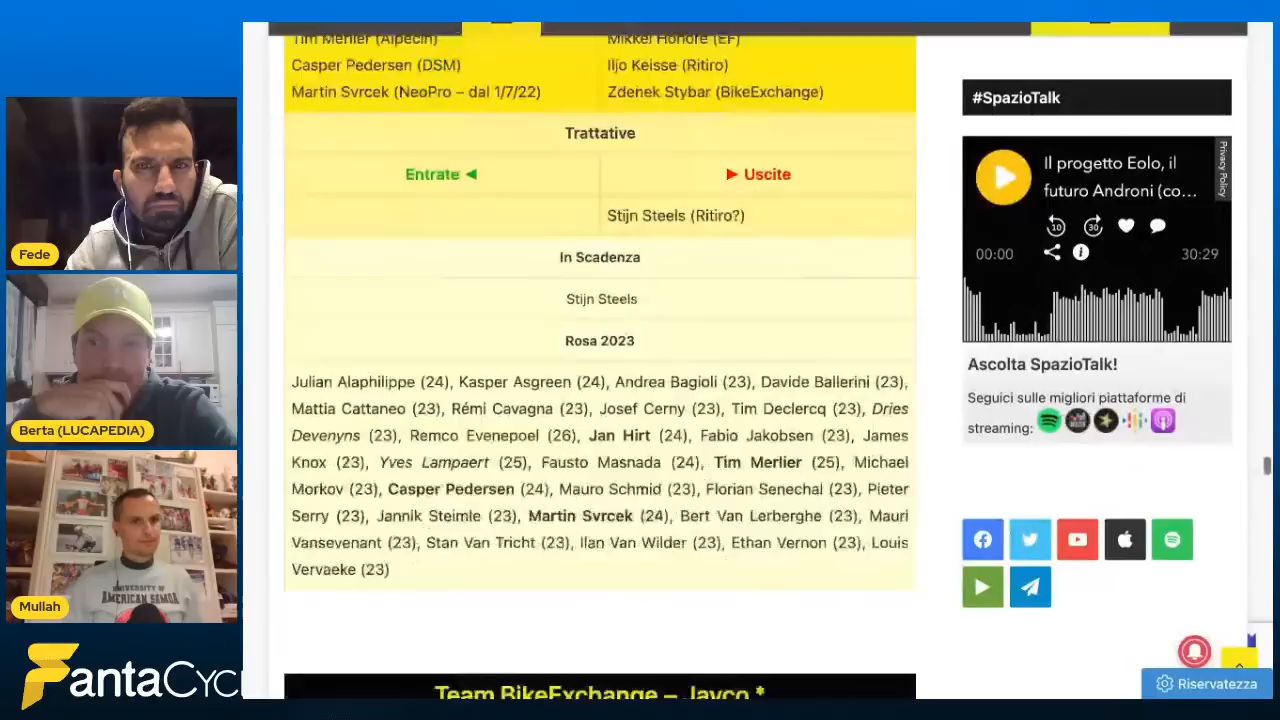 Tim Merlier (Alpecin)
Mikkel Honoré (EF)
Casper Pedersen (DSM)
Iljo Keisse (Ritiro)
Martin Svrcek (NeoPro – dal 1/7/22)
Zdenek Stybar (BikeExchange)
Trattative
Entrate ◄
► Uscite
Stijn Steels (Ritiro?)
In Scadenza
Stijn Steels
Rosa 2023
Julian Alaphilippe (24), Kasper Asgreen (24), Andrea Bagioli (23), Davide Ballerini (23),
Mattia Cattaneo (23), Rémi Cavagna (23), Josef Cerny (23), Tim Declercq (23), Dries
Devenyns (23), Remco Evenepoel (26), Jan Hirt (24), Fabio Jakobsen (23), James
Knox (23), Yves Lampaert (25), Fausto Masnada (24), Tim Merlier (25), Michael
Morkov (23), Casper Pedersen (24), Mauro Schmid (23), Florian Senechal (23), Pieter
Serry (23), Jannik Steimle (23), Martin Svrcek (24), Bert Van Lerberghe (23), Mauri
Vansevenant (23), Stan Van Tricht (23), Ilan Van Wilder (23), Ethan Vernon (23), Louis
Vervaeke (23)
Team BikeExchange – Jayco *
#SpazioTalk
Il progetto Eolo, il
futuro Androni (co...
Privacy Policy
10
30
00:00
30:29
Ascolta SpazioTalk!
Seguici sulle migliori piattaforme di
streaming:
Riservatezza
Fede
Berta (LUCAPEDIA)
UNIVERSITY OF
AMERICAN SAMOA
Mullah
FantaCyc